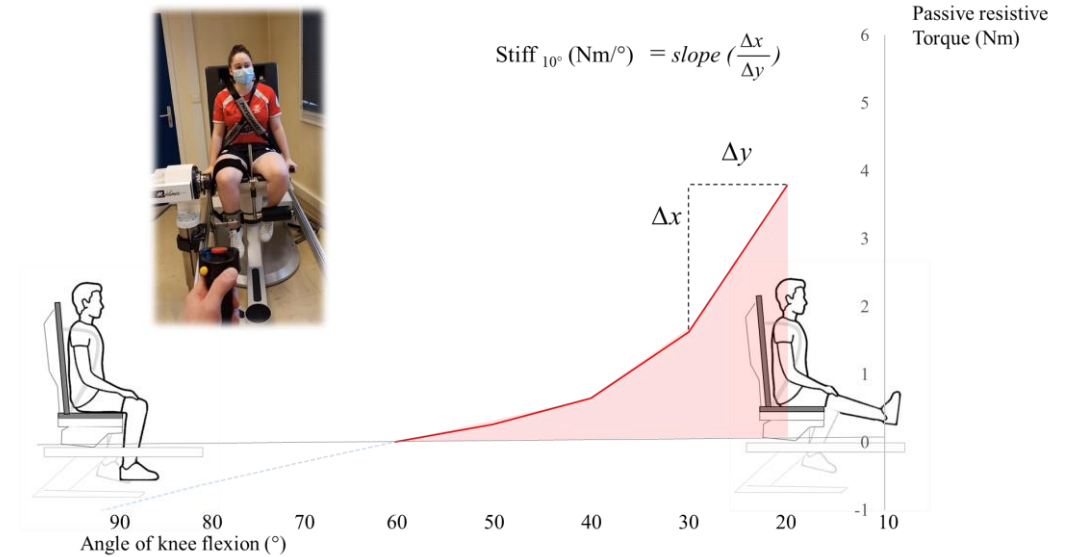 Passive resistive
Torque (Nm)
Stiff 10° (Nm/°) = slope (Δx/Δy)
6
5
4
3
2
1
0
-1
Δy
Δx
90 80 70 60 50 40 30 20 10
Angle of knee flexion (°)